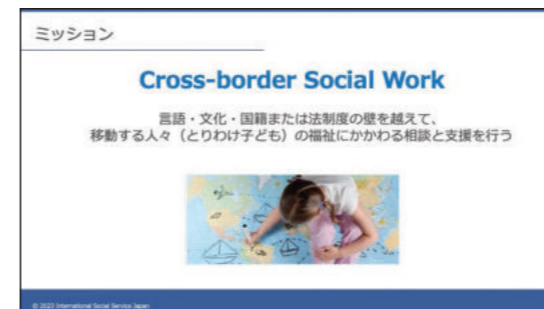 ミッション
Cross-border Social Work
言語・文化・国籍または法制度の壁を越えて、
移動する人々（とりわけ子ども）の福祉にかかわる相談と支援を行う
© 2023 International Social Service Japan